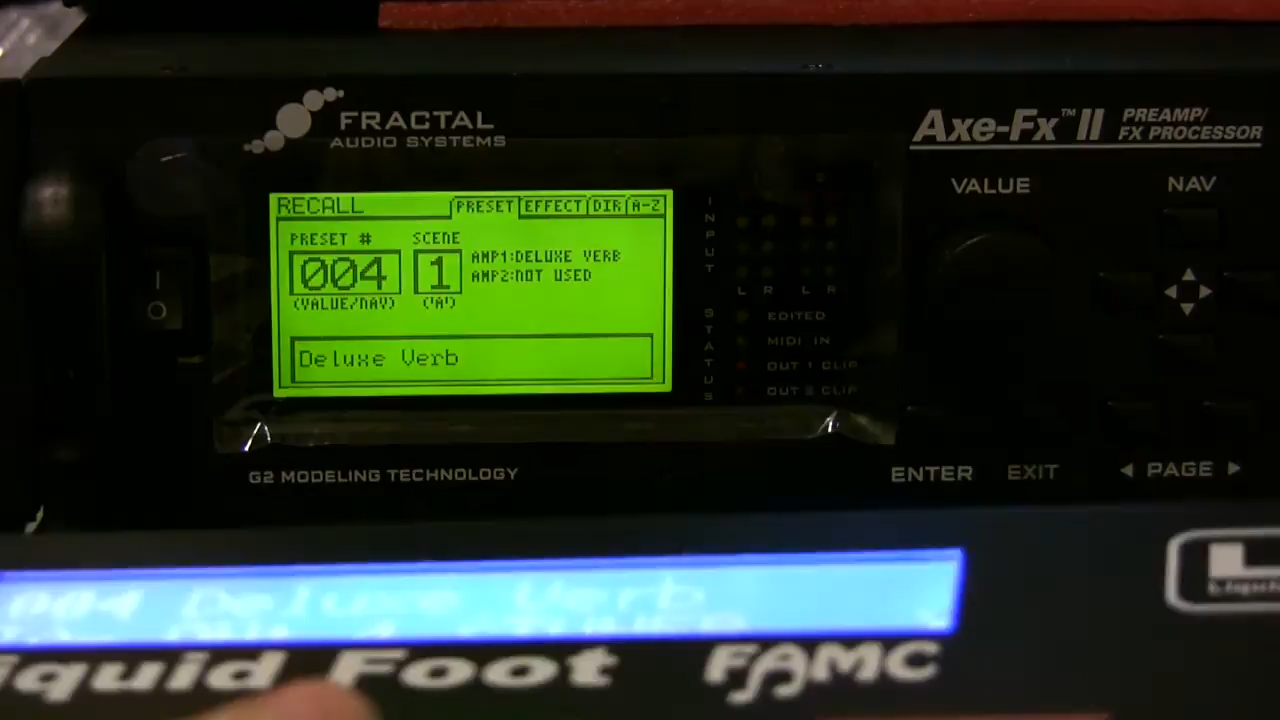 FRACTAL
AUDIO SYSTEMS
Axe-Fx™ II PREAMP/
FX PROCESSOR
VALUE
NAV
RECALL PRESET EFFECT DIR A-Z
PRESET # SCENE
004 1
AMP1:DELUXE VERB
AMP2:NOT USED
(VALUE/NAV) ('A')
Deluxe Verb
INPUT
L R L R
STATUS
EDITED
MIDI IN
OUT 1 CLIP
OUT 2 CLIP
I
O
G2 MODELING TECHNOLOGY
ENTER EXIT ◀ PAGE ▶
004 Deluxe Verb
iquid Foot FAMC